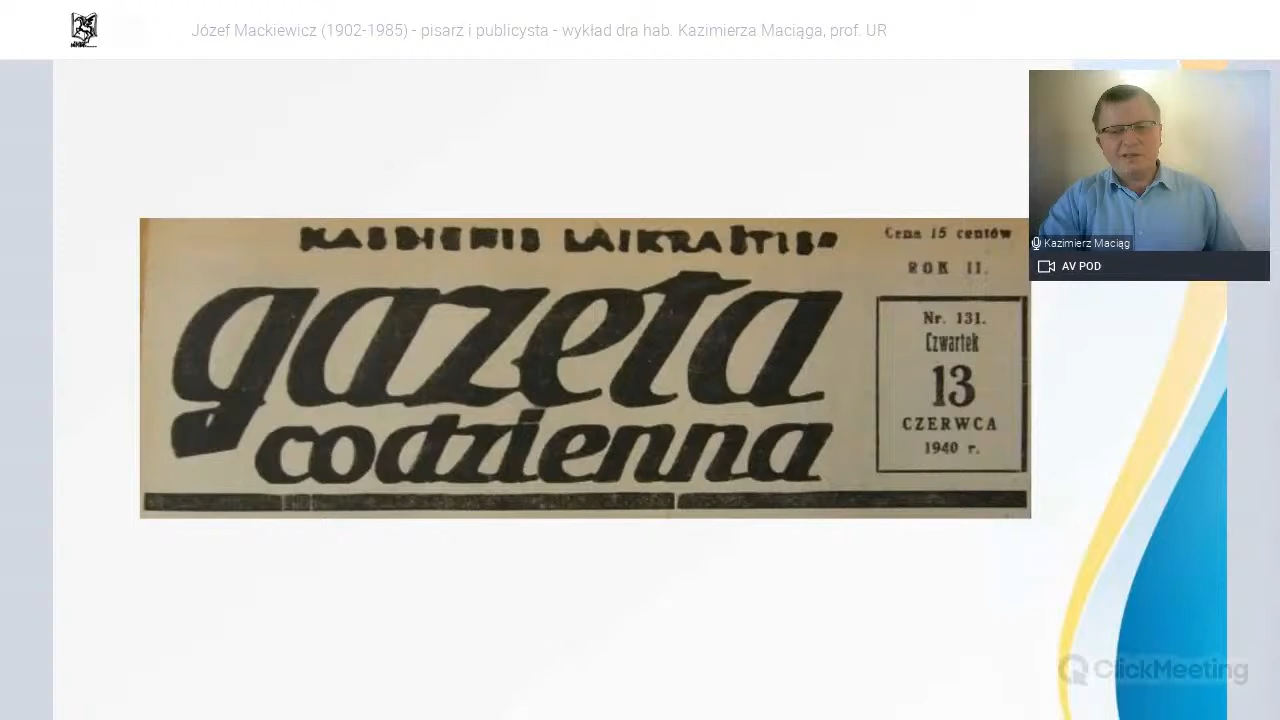 Józef Mackiewicz (1902-1985) - pisarz i publicysta - wykład dra hab. Kazimierza Maciąga, prof. UR
Kazimierz Maciąg
AV POD
KASDIENIS LAIKRAŠTIS
Cena 15 centów
ROK II.
gazeta
codzienna
Nr. 131.
Czwartek
13
CZERWCA
1940 r.
ClickMeeting